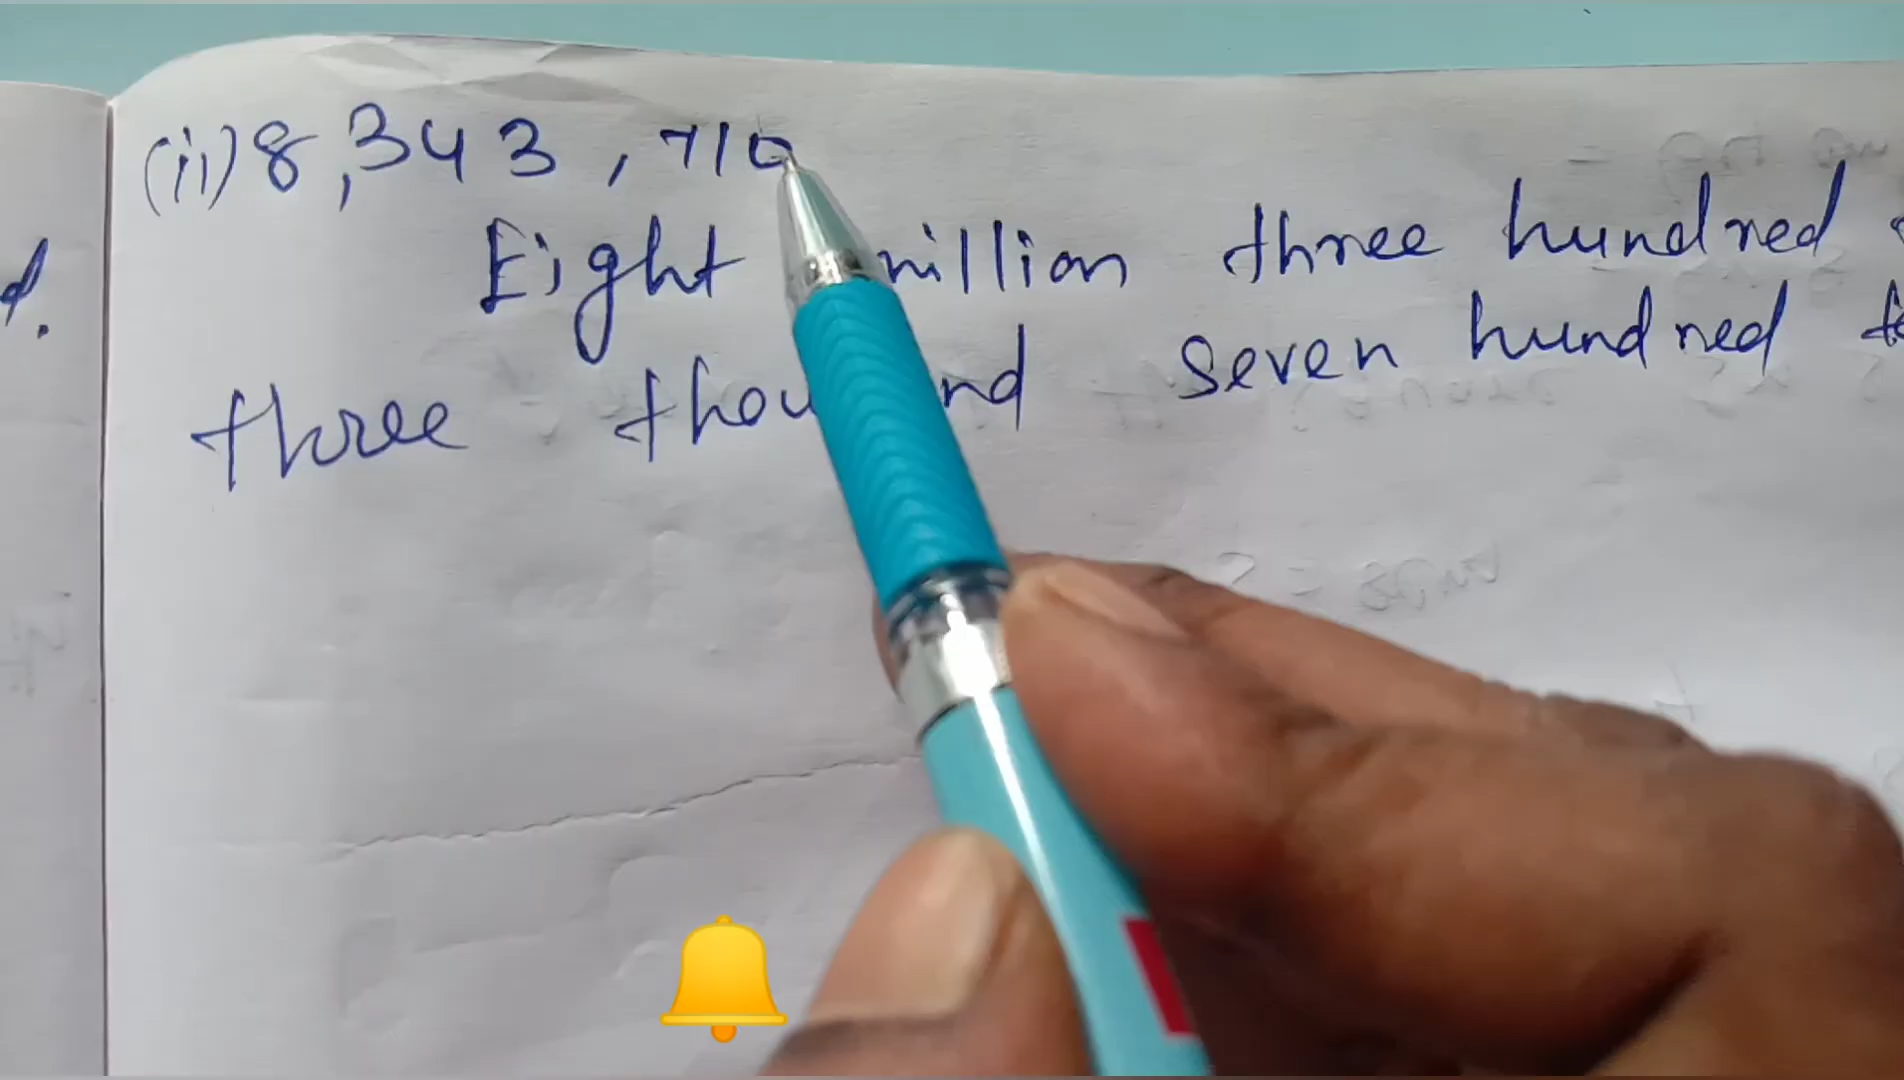 (ii) 8,343,710
Eight million three hundred
three thousand seven hundred